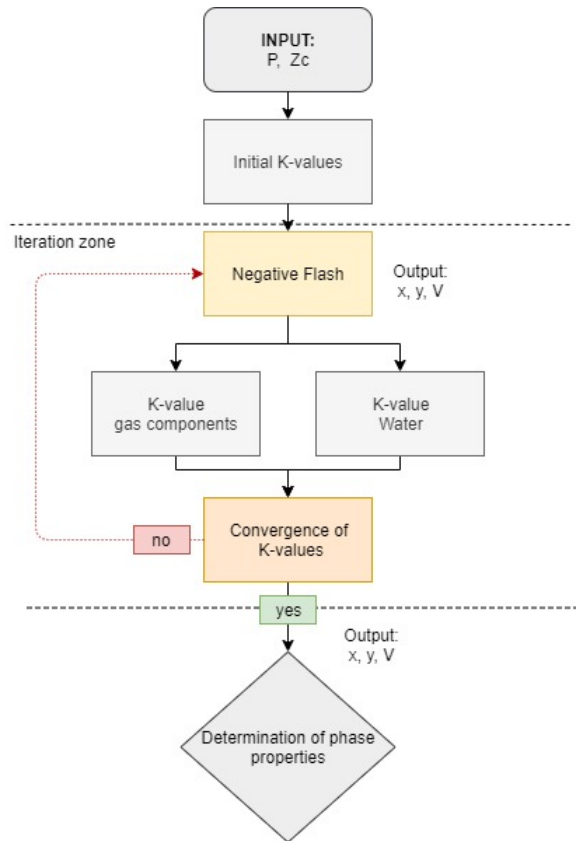 INPUT:
P, Zc
Initial K-values
Iteration zone
Negative Flash
Output:
x, y, V
K-value
gas components
K-value
Water
Convergence of
K-values
no
yes
Output:
x, y, V
Determination of phase
properties